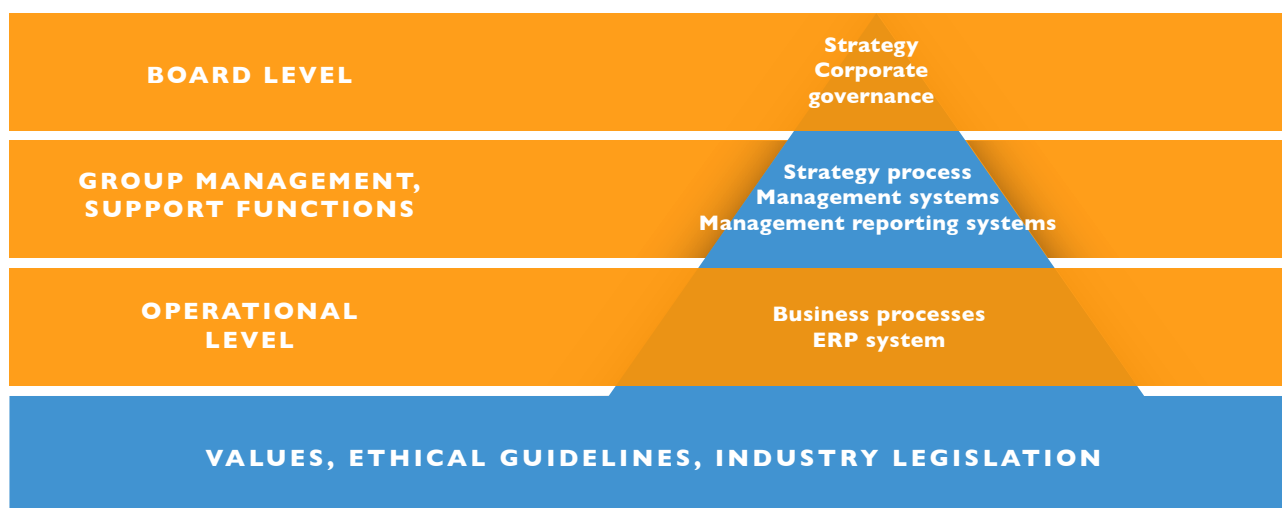 BOARD LEVEL
Strategy
Corporate
governance
GROUP MANAGEMENT,
SUPPORT FUNCTIONS
Strategy process
Management systems
Management reporting systems
OPERATIONAL
LEVEL
Business processes
ERP system
VALUES, ETHICAL GUIDELINES, INDUSTRY LEGISLATION